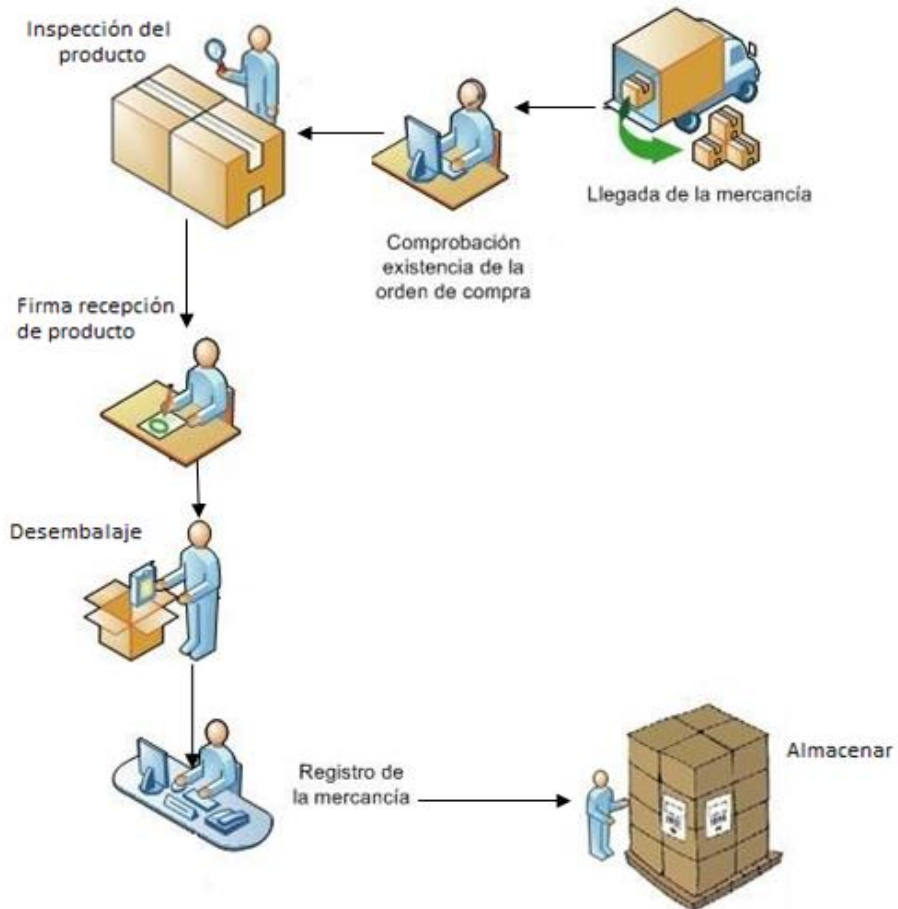 Inspección del
producto
Llegada de la mercancía
Comprobación
existencia de la
orden de compra
Firma recepción
de producto
Desembalaje
Registro de
la mercancía
Almacenar